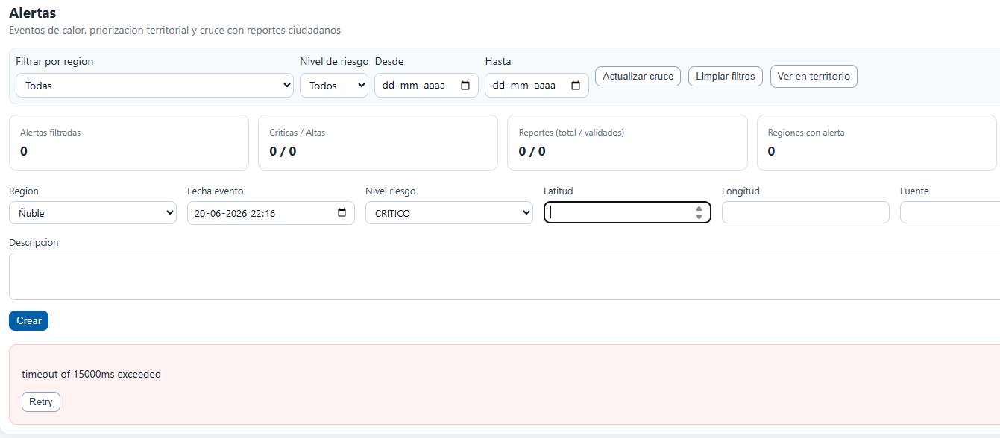 Alertas
Eventos de calor, priorizacion territorial y cruce con reportes ciudadanos
Filtrar por region Nivel de riesgo Desde Hasta
Todas Todos dd-mm-aaaa dd-mm-aaaa Actualizar cruce Limpiar filtros Ver en territorio
Alertas filtradas Criticas / Altas Reportes (total / validados) Regiones con alerta
0 0 / 0 0 / 0 0
Region Fecha evento Nivel riesgo Latitud Longitud Fuente
Ñuble 20-06-2026 22:16 CRITICO
Descripcion
Crear
timeout of 15000ms exceeded
Retry